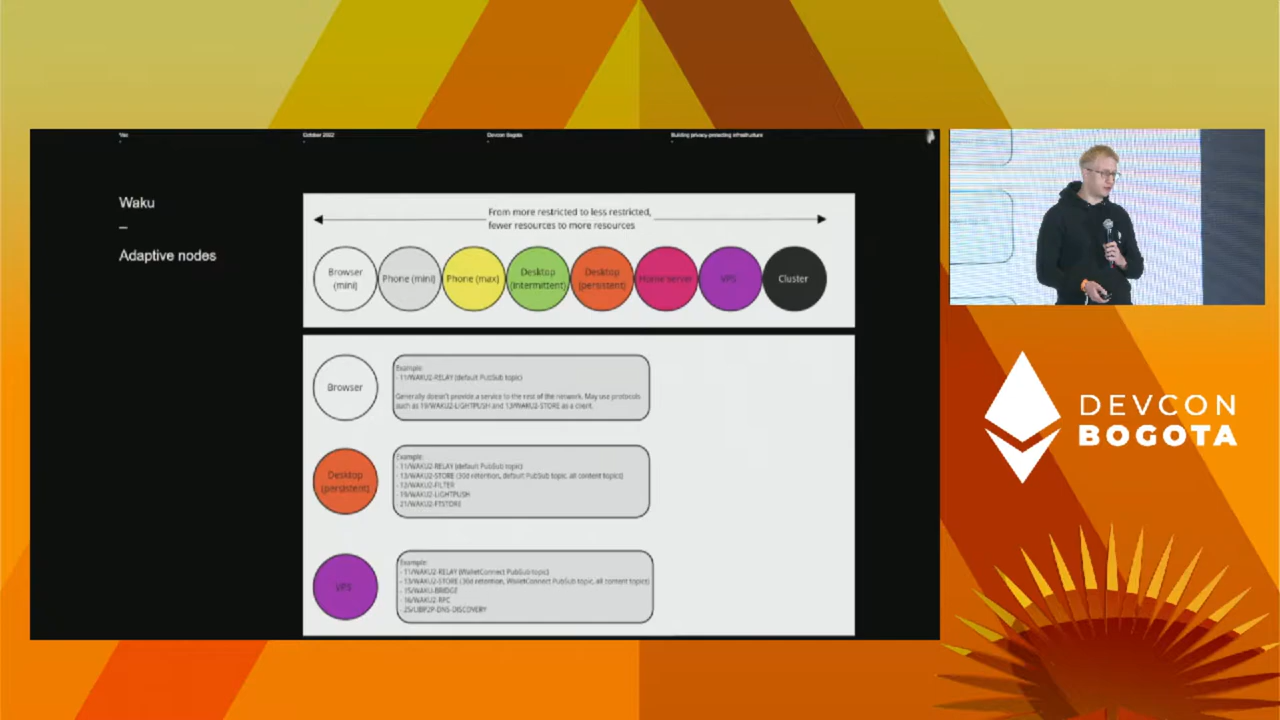 Vac
October 2022
Devcon Bogota
Building privacy-protecting infrastructure
Waku
–
Adaptive nodes
From more restricted to less restricted,
fewer resources to more resources
Browser
(mini)
Phone (mini)
Phone (max)
Desktop
(intermittent)
Desktop
(persistent)
Home server
VPS
Cluster
Browser
Example:
- 11/WAKU2-RELAY (default PubSub topic)
Generally doesn't provide a service to the rest of the network. May use protocols
such as 19/WAKU2-LIGHTPUSH and 13/WAKU2-STORE as a client.
Desktop
(persistent)
Example:
- 11/WAKU2-RELAY (default PubSub topic)
- 13/WAKU2-STORE (30d retention, default PubSub topic, all content topics)
- 12/WAKU2-FILTER
- 19/WAKU2-LIGHTPUSH
- 21/WAKU2-FTSTORE
VPS
Example:
- 11/WAKU2-RELAY (WalletConnect PubSub topic)
- 13/WAKU2-STORE (30d retention, WalletConnect PubSub topic, all content topics)
- 15/WAKU-BRIDGE
- 16/WAKU2-RPC
- 25/LIBP2P-DNS-DISCOVERY
DEVCON
BOGOTA